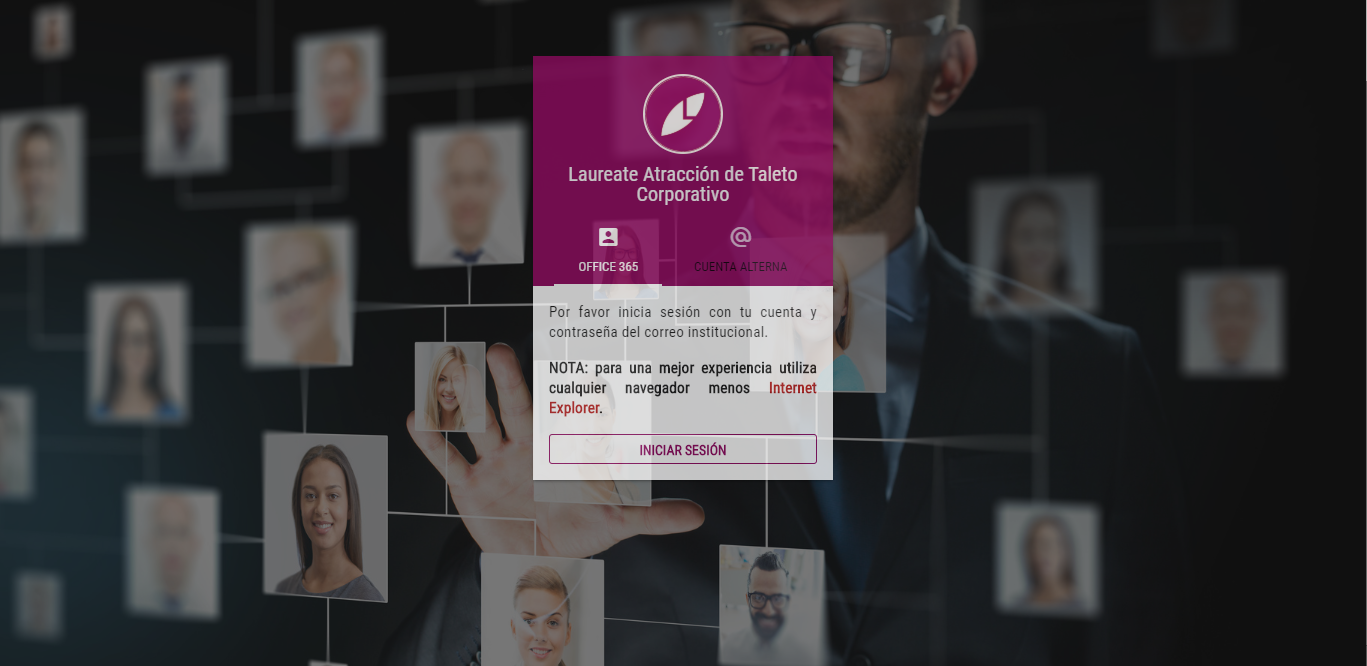 Laureate Atracción de Taleto
Corporativo
OFFICE 365
CUENTA ALTERNA
Por favor inicia sesión con tu cuenta y
contraseña del correo institucional.
NOTA: para una mejor experiencia utiliza
cualquier navegador menos Internet
Explorer.
INICIAR SESIÓN